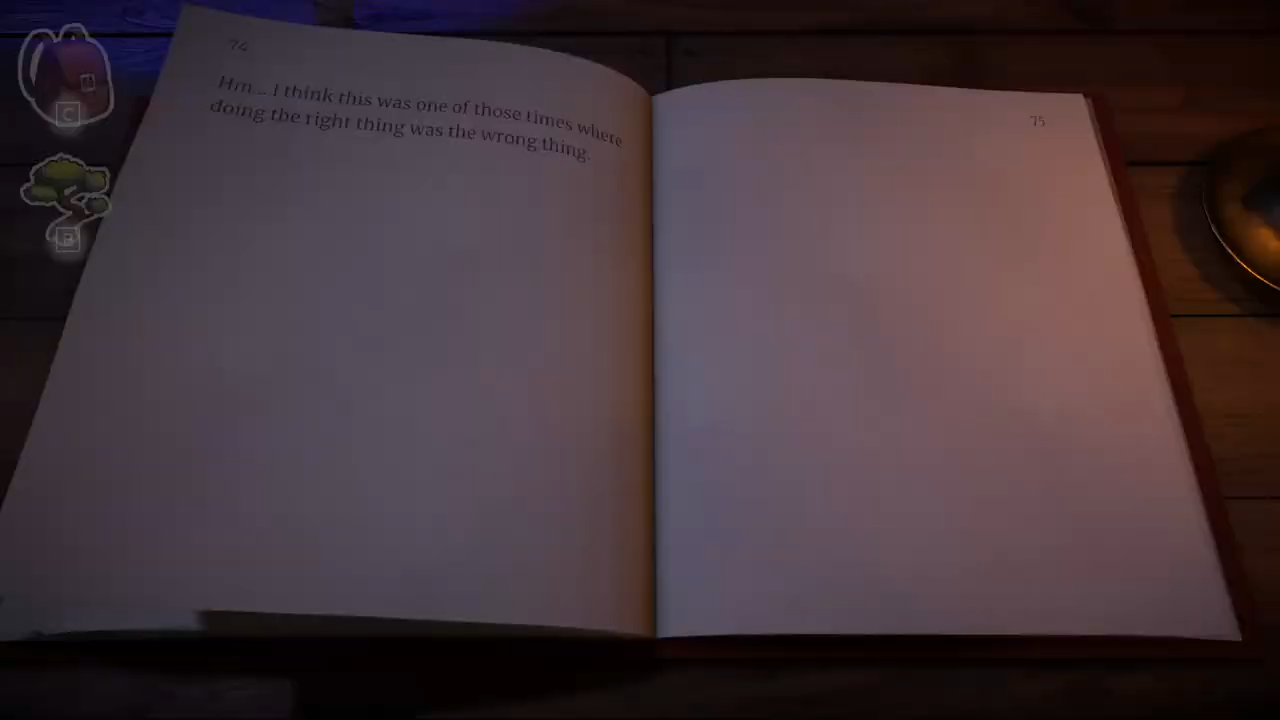 74
Hm... I think this was one of those times where
doing the right thing was the wrong thing.
75
C
B